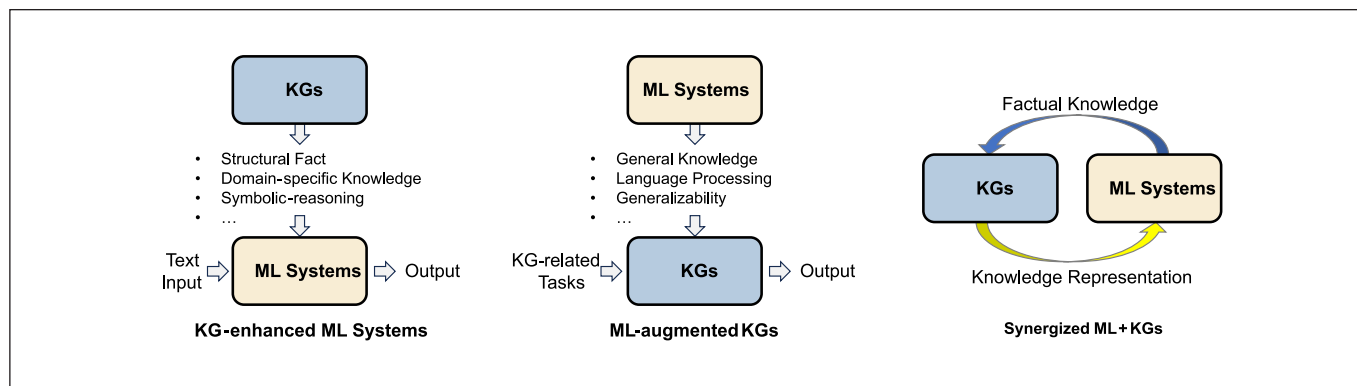 KGs
• Structural Fact
• Domain-specific Knowledge
• Symbolic-reasoning
• …
Text
Input
ML Systems
Output
KG-enhanced ML Systems
ML Systems
• General Knowledge
• Language Processing
• Generalizability
• …
KG-related
Tasks
KGs
Output
ML-augmented KGs
Factual Knowledge
KGs
ML Systems
Knowledge Representation
Synergized ML+KGs